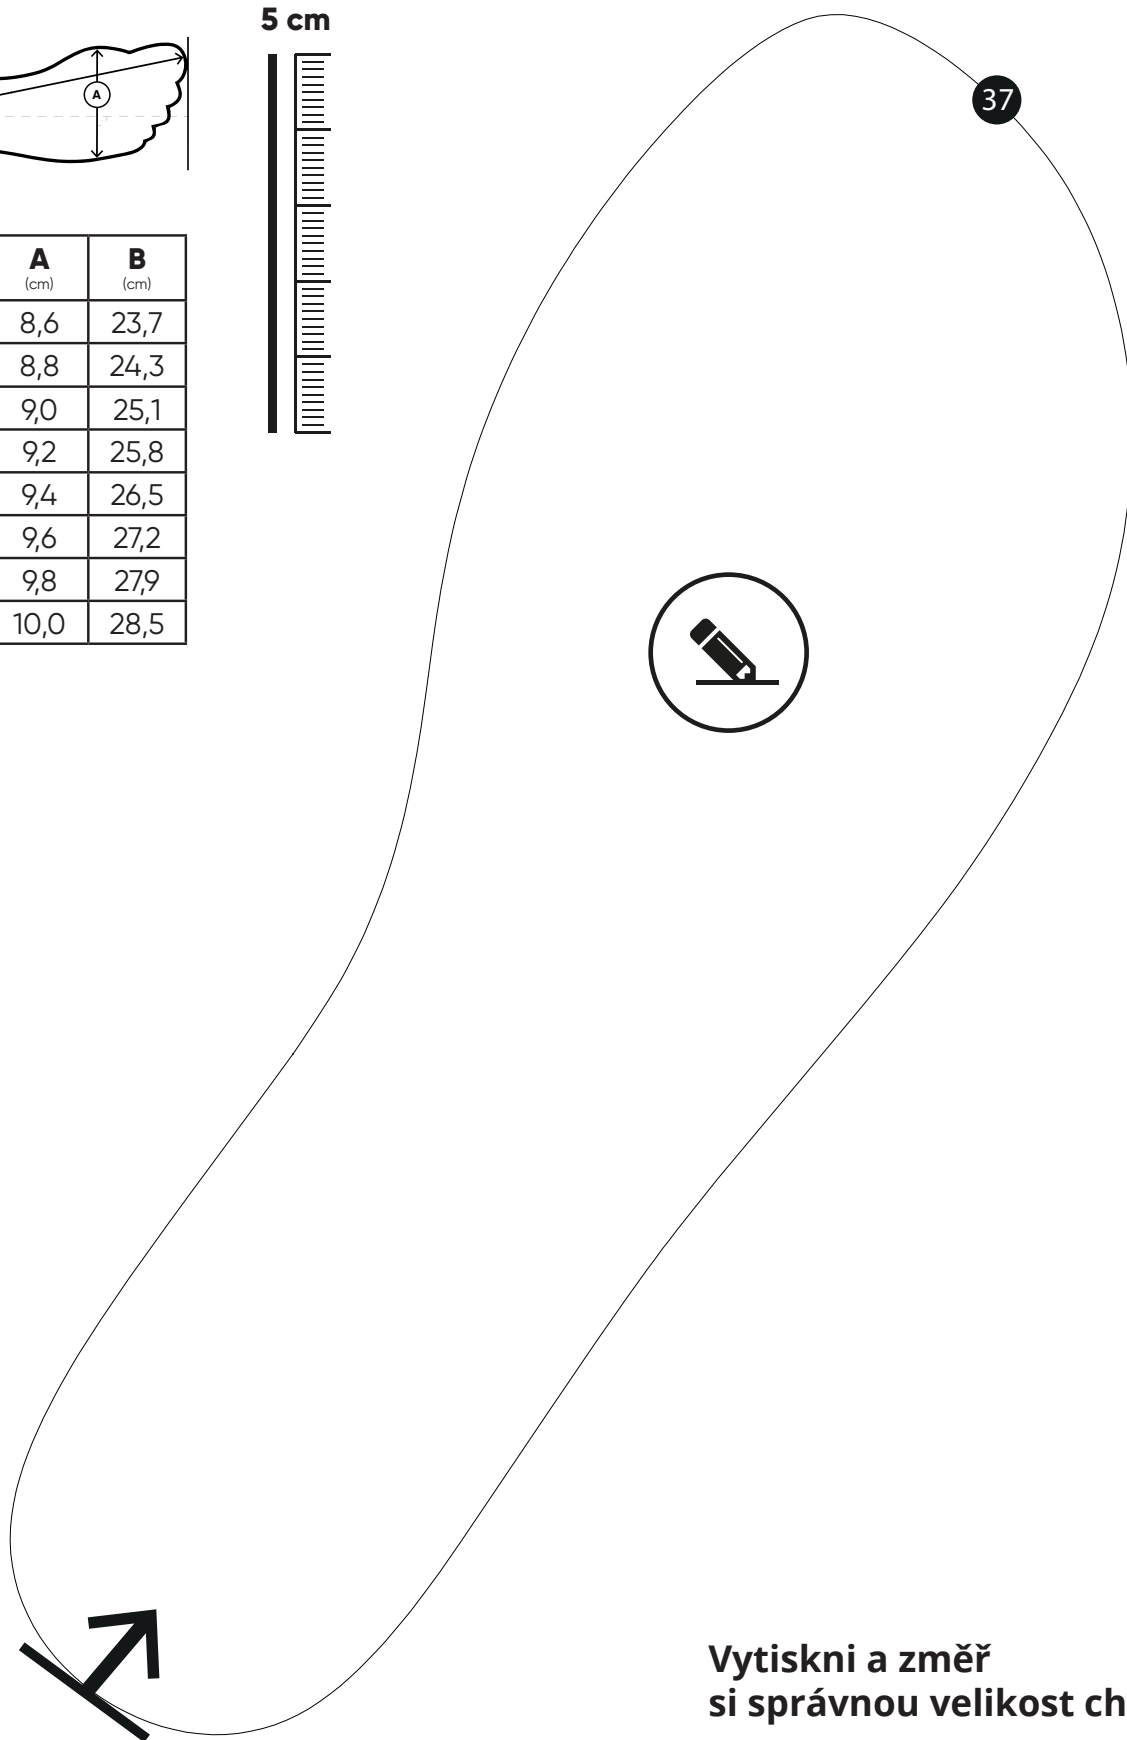 5 cm
37
A
A B
(cm) (cm)
8,6 23,7
8,8 24,3
9,0 25,1
9,2 25,8
9,4 26,5
9,6 27,2
9,8 27,9
10,0 28,5
Vytiskni a změř
si správnou velikost ch